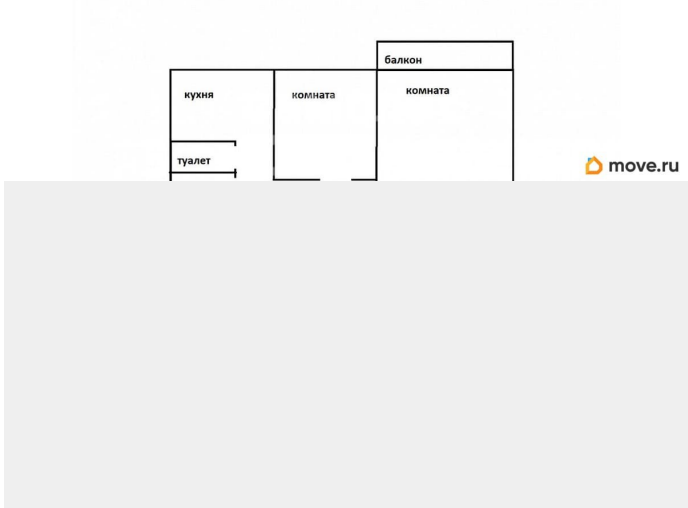 балкон
кухня
комната
комната
туалет
move.ru